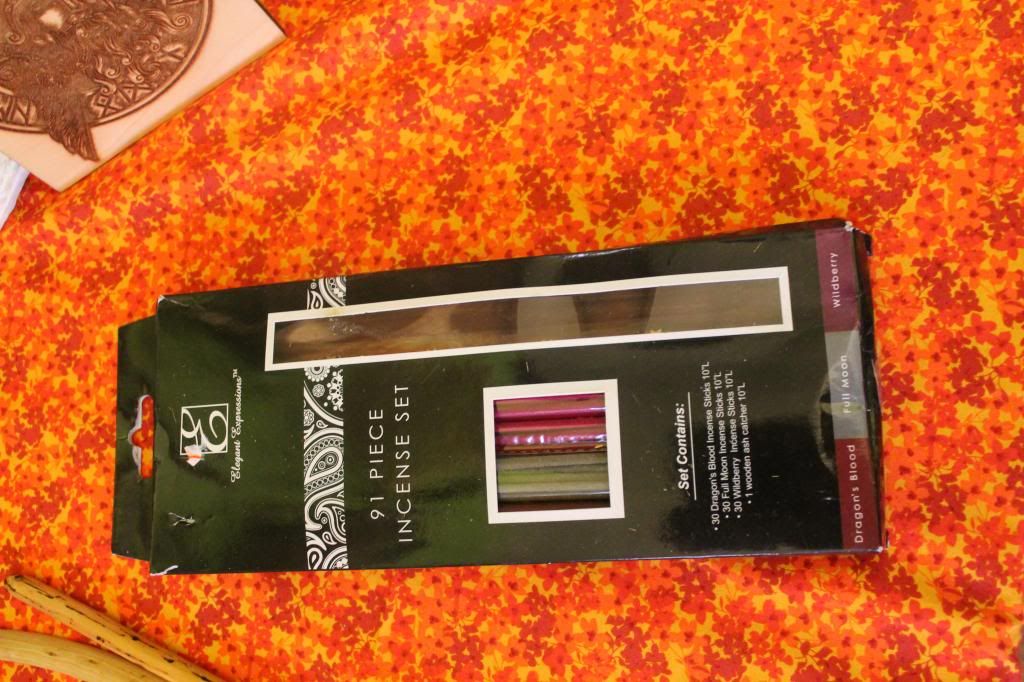 E
Elegant Expressions™
91 PIECE
INCENSE SET
Set Contains:
• 30 Dragon's Blood Incense Sticks 10"L
• 30 Full Moon Incense Sticks 10"L
• 30 Wildberry Incense Sticks 10"L
• 1 wooden ash catcher 10"L
Dragon's Blood
Full Moon
Wildberry